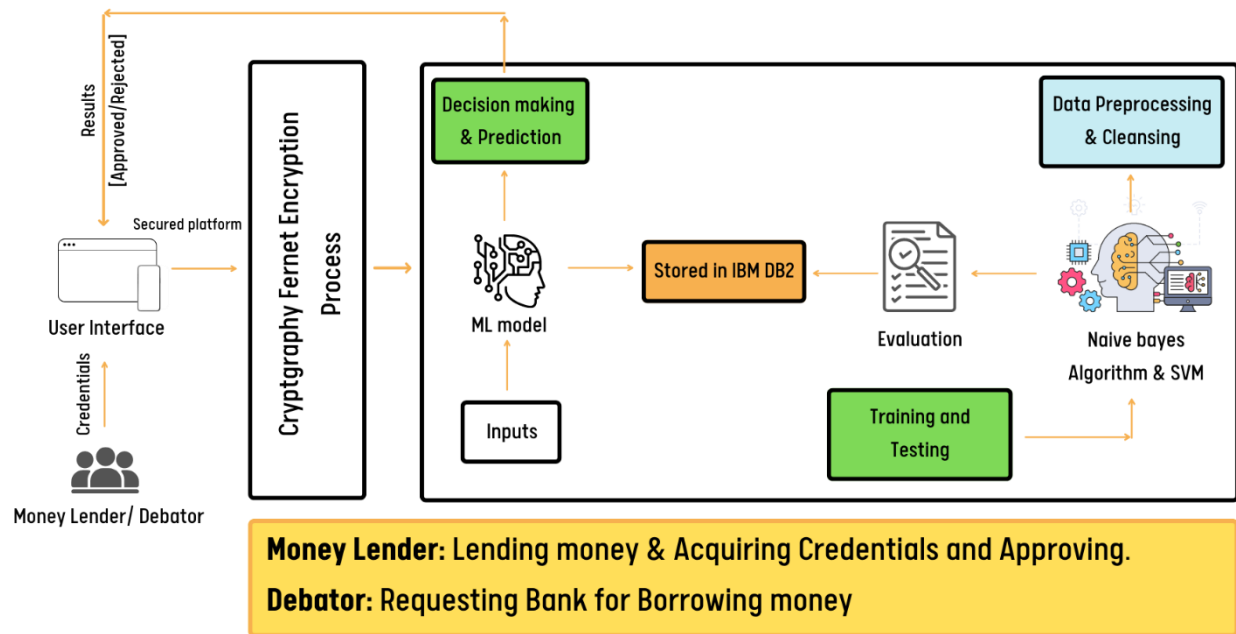 Results
[Approved/Rejected]
Secured platform
User Interface
Credentials
Money Lender/ Debator
Cryptgraphy Fernet Encryption
Process
Decision making
& Prediction
ML model
Inputs
Stored in IBM DB2
Evaluation
Data Preprocessing
& Cleansing
Naive bayes
Algorithm & SVM
Training and
Testing
Money Lender: Lending money & Acquiring Credentials and Approving.
Debator: Requesting Bank for Borrowing money